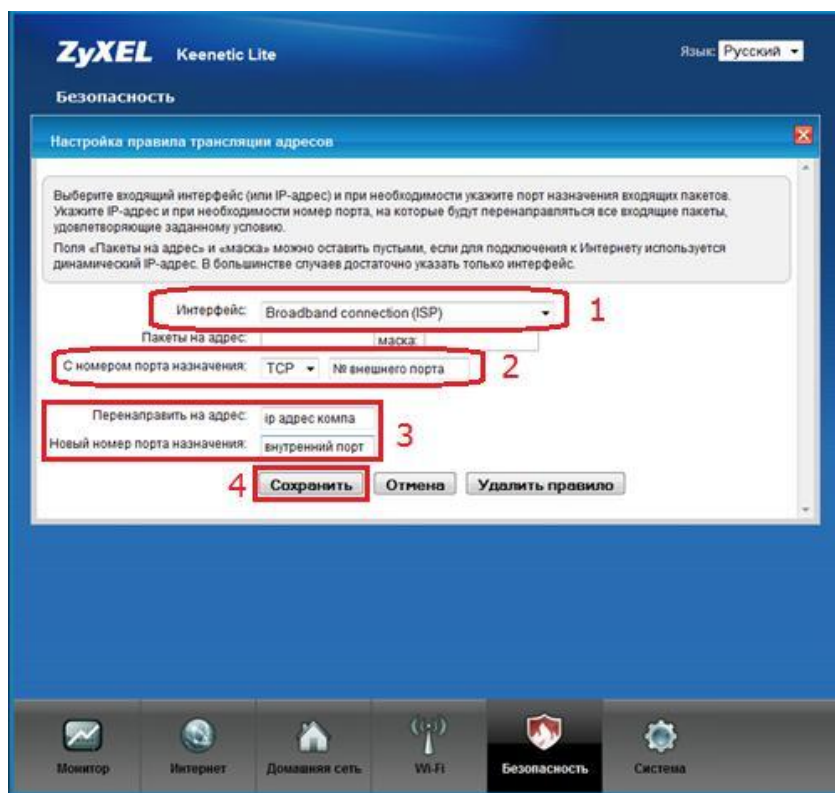 ZyXEL Keenetic Lite
Язык: Русский
Безопасность
Настройка правила трансляции адресов
Выберите входящий интерфейс (или IP-адрес) и при необходимости укажите порт назначения входящих пакетов.
Укажите IP-адрес и при необходимости номер порта, на которые будут перенаправляться все входящие пакеты,
удовлетворяющие заданному условию.
Поля «Пакеты на адрес» и «маска» можно оставить пустыми, если для подключения к Интернету используется
динамический IP-адрес. В большинстве случаев достаточно указать только интерфейс.
Интерфейс: Broadband connection (ISP) 1
Пакеты на адрес: маска:
С номером порта назначения: TCP № внешнего порта 2
Перенаправить на адрес: ip адрес компа
Новый номер порта назначения: внутренний порт 3
4 Сохранить Отмена Удалить правило
Монитор Интернет Домашняя сеть Wi-Fi Безопасность Система